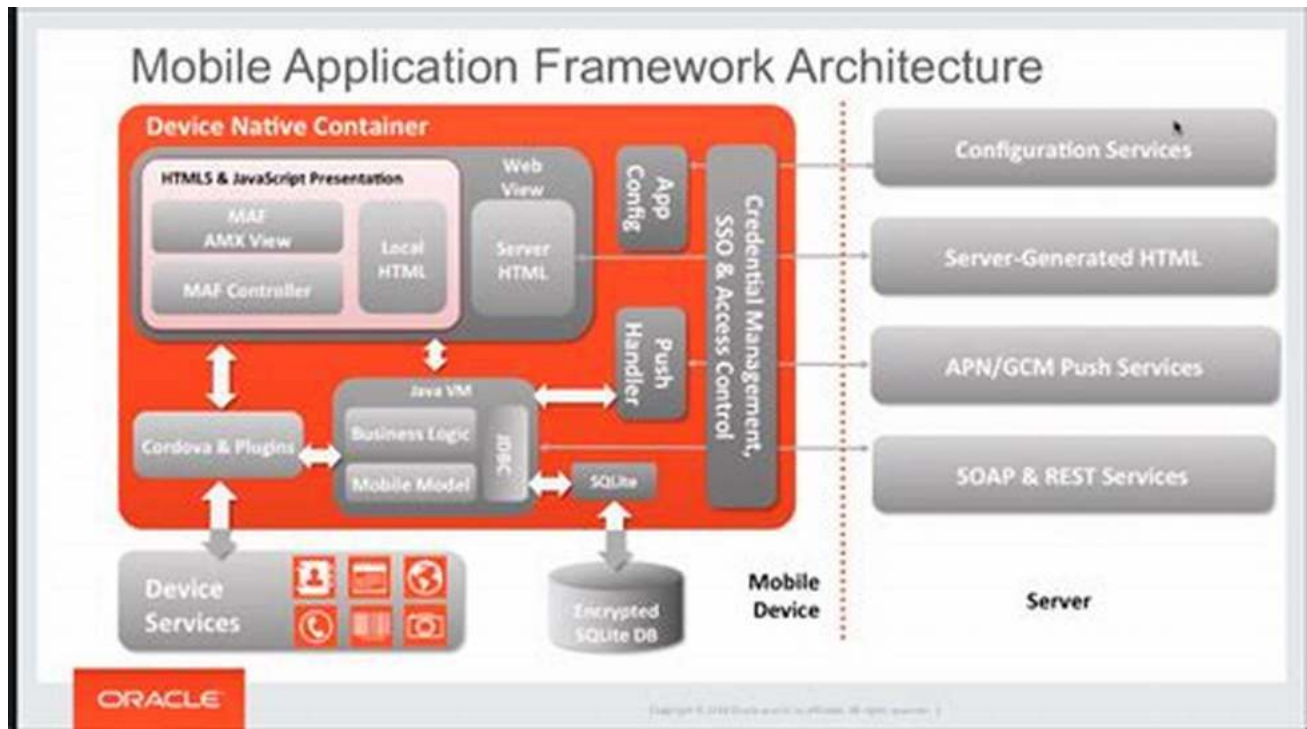 Mobile Application Framework Architecture
Device Native Container
HTML5 & JavaScript Presentation
MAF
AMX View
MAF Controller
Local
HTML
Web
View
Server
HTML
App
Config
Push
Handler
Credential Management,
SSO & Access Control
Java VM
Business Logic
Mobile Model
JDBC
Cordova & Plugins
SQLite
Device
Services
Encrypted
SQLite DB
Mobile
Device
Configuration Services
Server-Generated HTML
APN/GCM Push Services
SOAP & REST Services
Server
ORACLE